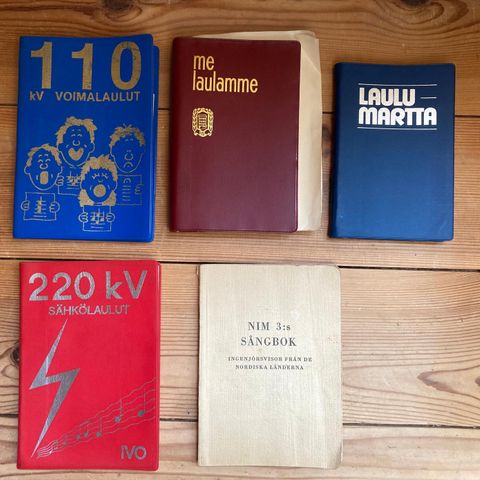 110
kV VOIMALAULUT
me
laulamme
LAULU
MARTTA
220 kV
SÄHKÖLAULUT
IVO
NIM 3:s
SÅNGBOK
INGENJÖRSVISOR FRÅN DE
NORDISKA LÄNDERNA